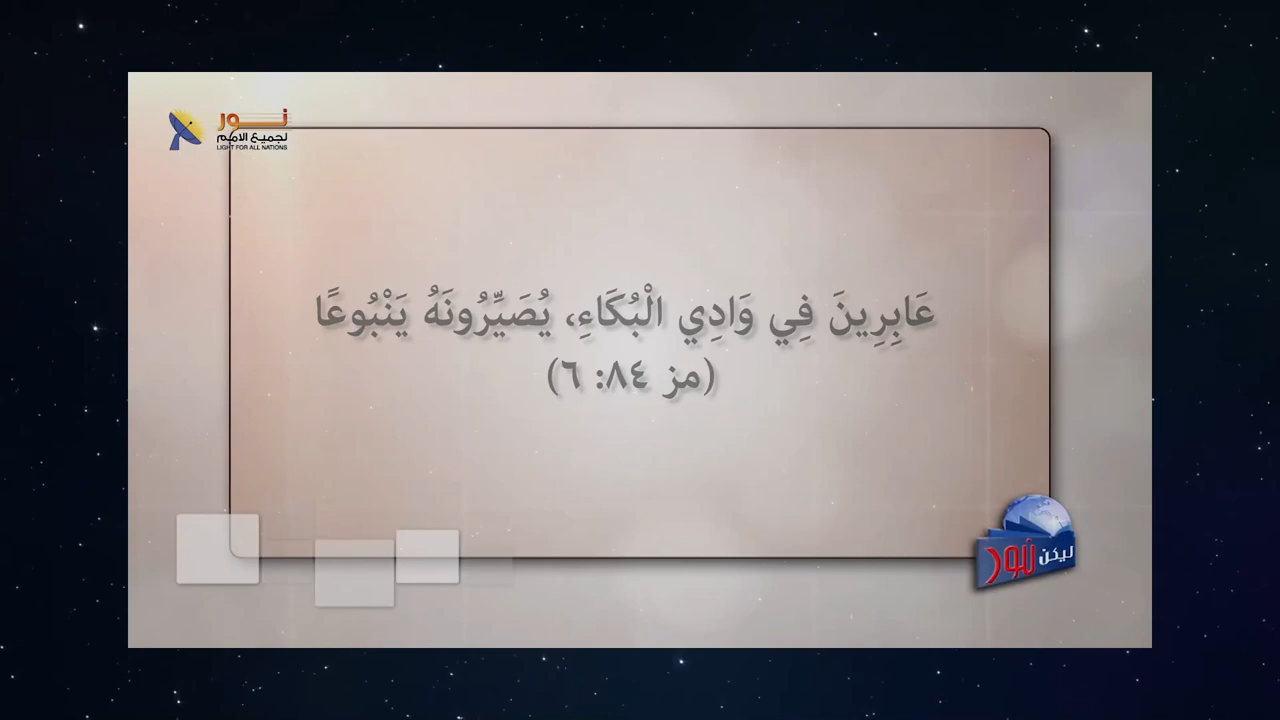 نور
لجميع الامم
LIGHT FOR ALL NATIONS
عَابِرِينَ فِي وَادِي الْبُكَاءِ، يُصَيِّرُونَهُ يَنْبُوعًا
(مز ٨٤: ٦)
ليكن نور